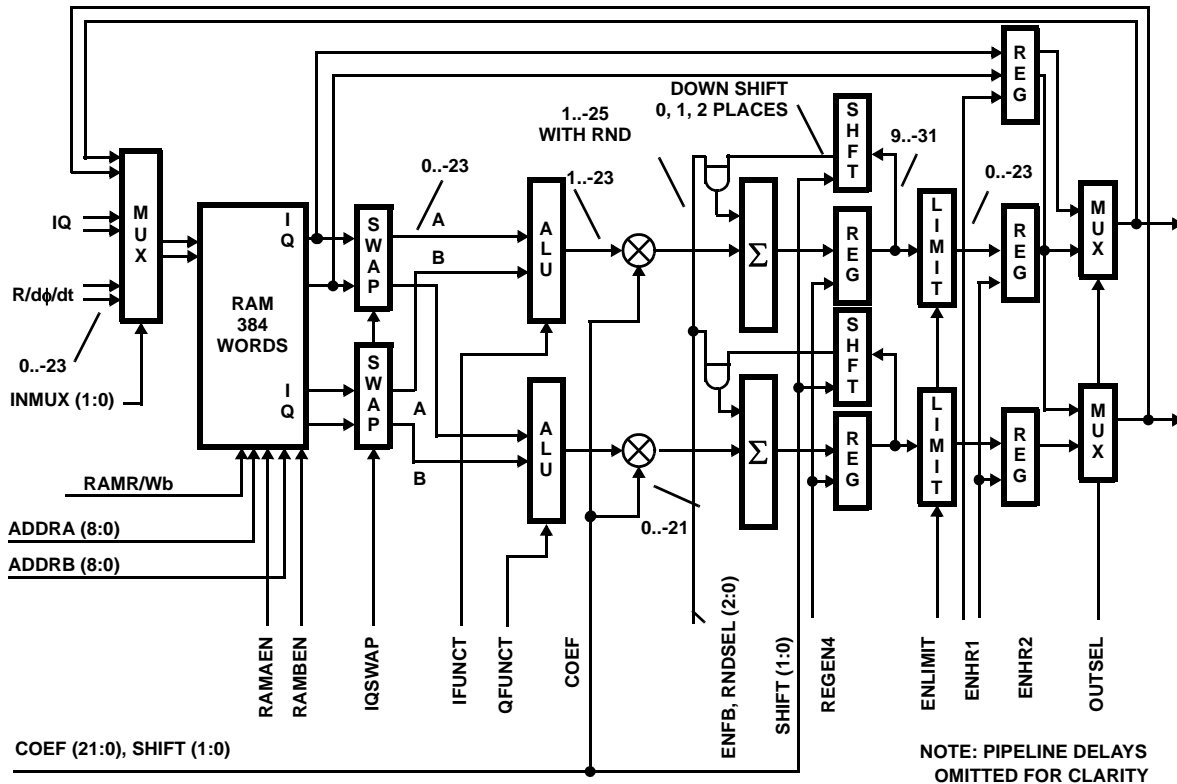 R
E
G
DOWN SHIFT
0, 1, 2 PLACES
1..-25
WITH RND
S
H
F
T
9..-31
0..-23
0..-23
1..-23
M
U
X
IQ
R/dϕ/dt
0..-23
INMUX (1:0)
I
Q
RAM
384
WORDS
I
Q
S
W
A
P
S
W
A
P
A
B
A
B
A
L
U
A
L
U
Σ
Σ
R
E
G
S
H
F
T
R
E
G
L
I
M
I
T
L
I
M
I
T
R
E
G
R
E
G
M
U
X
M
U
X
0..-21
RAMR/Wb
ADDRA (8:0)
ADDRB (8:0)
RAMAEN
RAMBEN
IQSWAP
IFUNCT
QFUNCT
COEF
ENFB, RNDSEL (2:0)
SHIFT (1:0)
REGEN4
ENLIMIT
ENHR1
ENHR2
OUTSEL
COEF (21:0), SHIFT (1:0)
NOTE: PIPELINE DELAYS
OMITTED FOR CLARITY